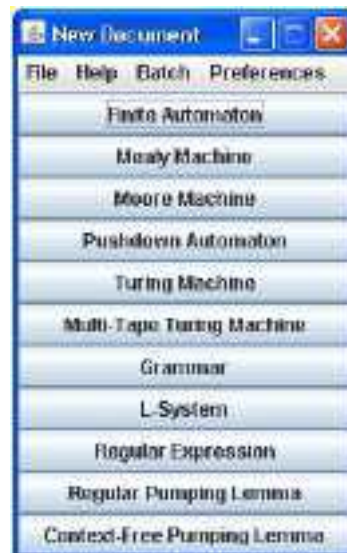 New Document
File Help Batch Preferences
Finite Automaton
Mealy Machine
Moore Machine
Pushdown Automaton
Turing Machine
Multi-Tape Turing Machine
Grammar
L-System
Regular Expression
Regular Pumping Lemma
Context-Free Pumping Lemma